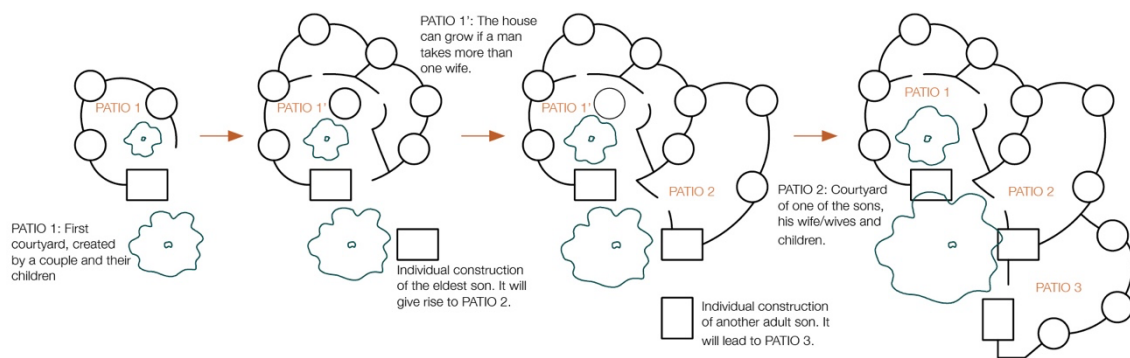 PATIO 1
PATIO 1: First
courtyard, created
by a couple and their
children
PATIO 1'
PATIO 1': The house
can grow if a man
takes more than
one wife.
Individual construction
of the eldest son. It will
give rise to PATIO 2.
PATIO 1'
PATIO 2
Individual construction
of another adult son. It
will lead to PATIO 3.
PATIO 1
PATIO 2: Courtyard
of one of the sons,
his wife/wives and
children.
PATIO 2
PATIO 3